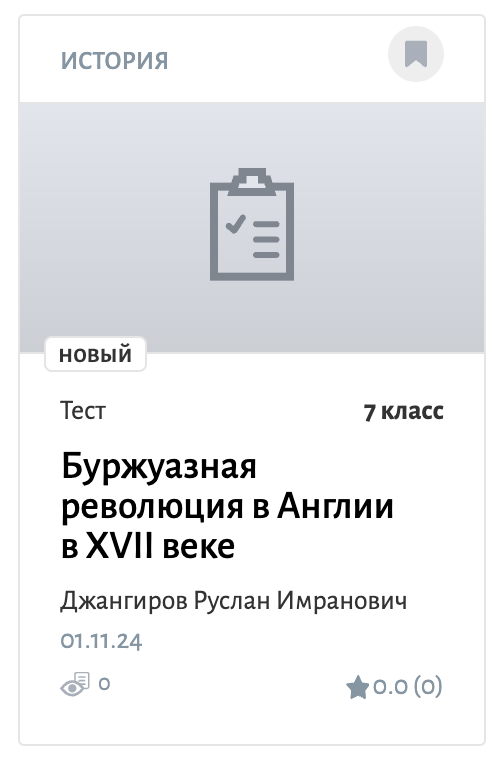 ИСТОРИЯ
НОВЫЙ
Тест
7 класс
Буржуазная
революция в Англии
в XVII веке
Джангиров Руслан Имранович
01.11.24
0
0.0 (0)